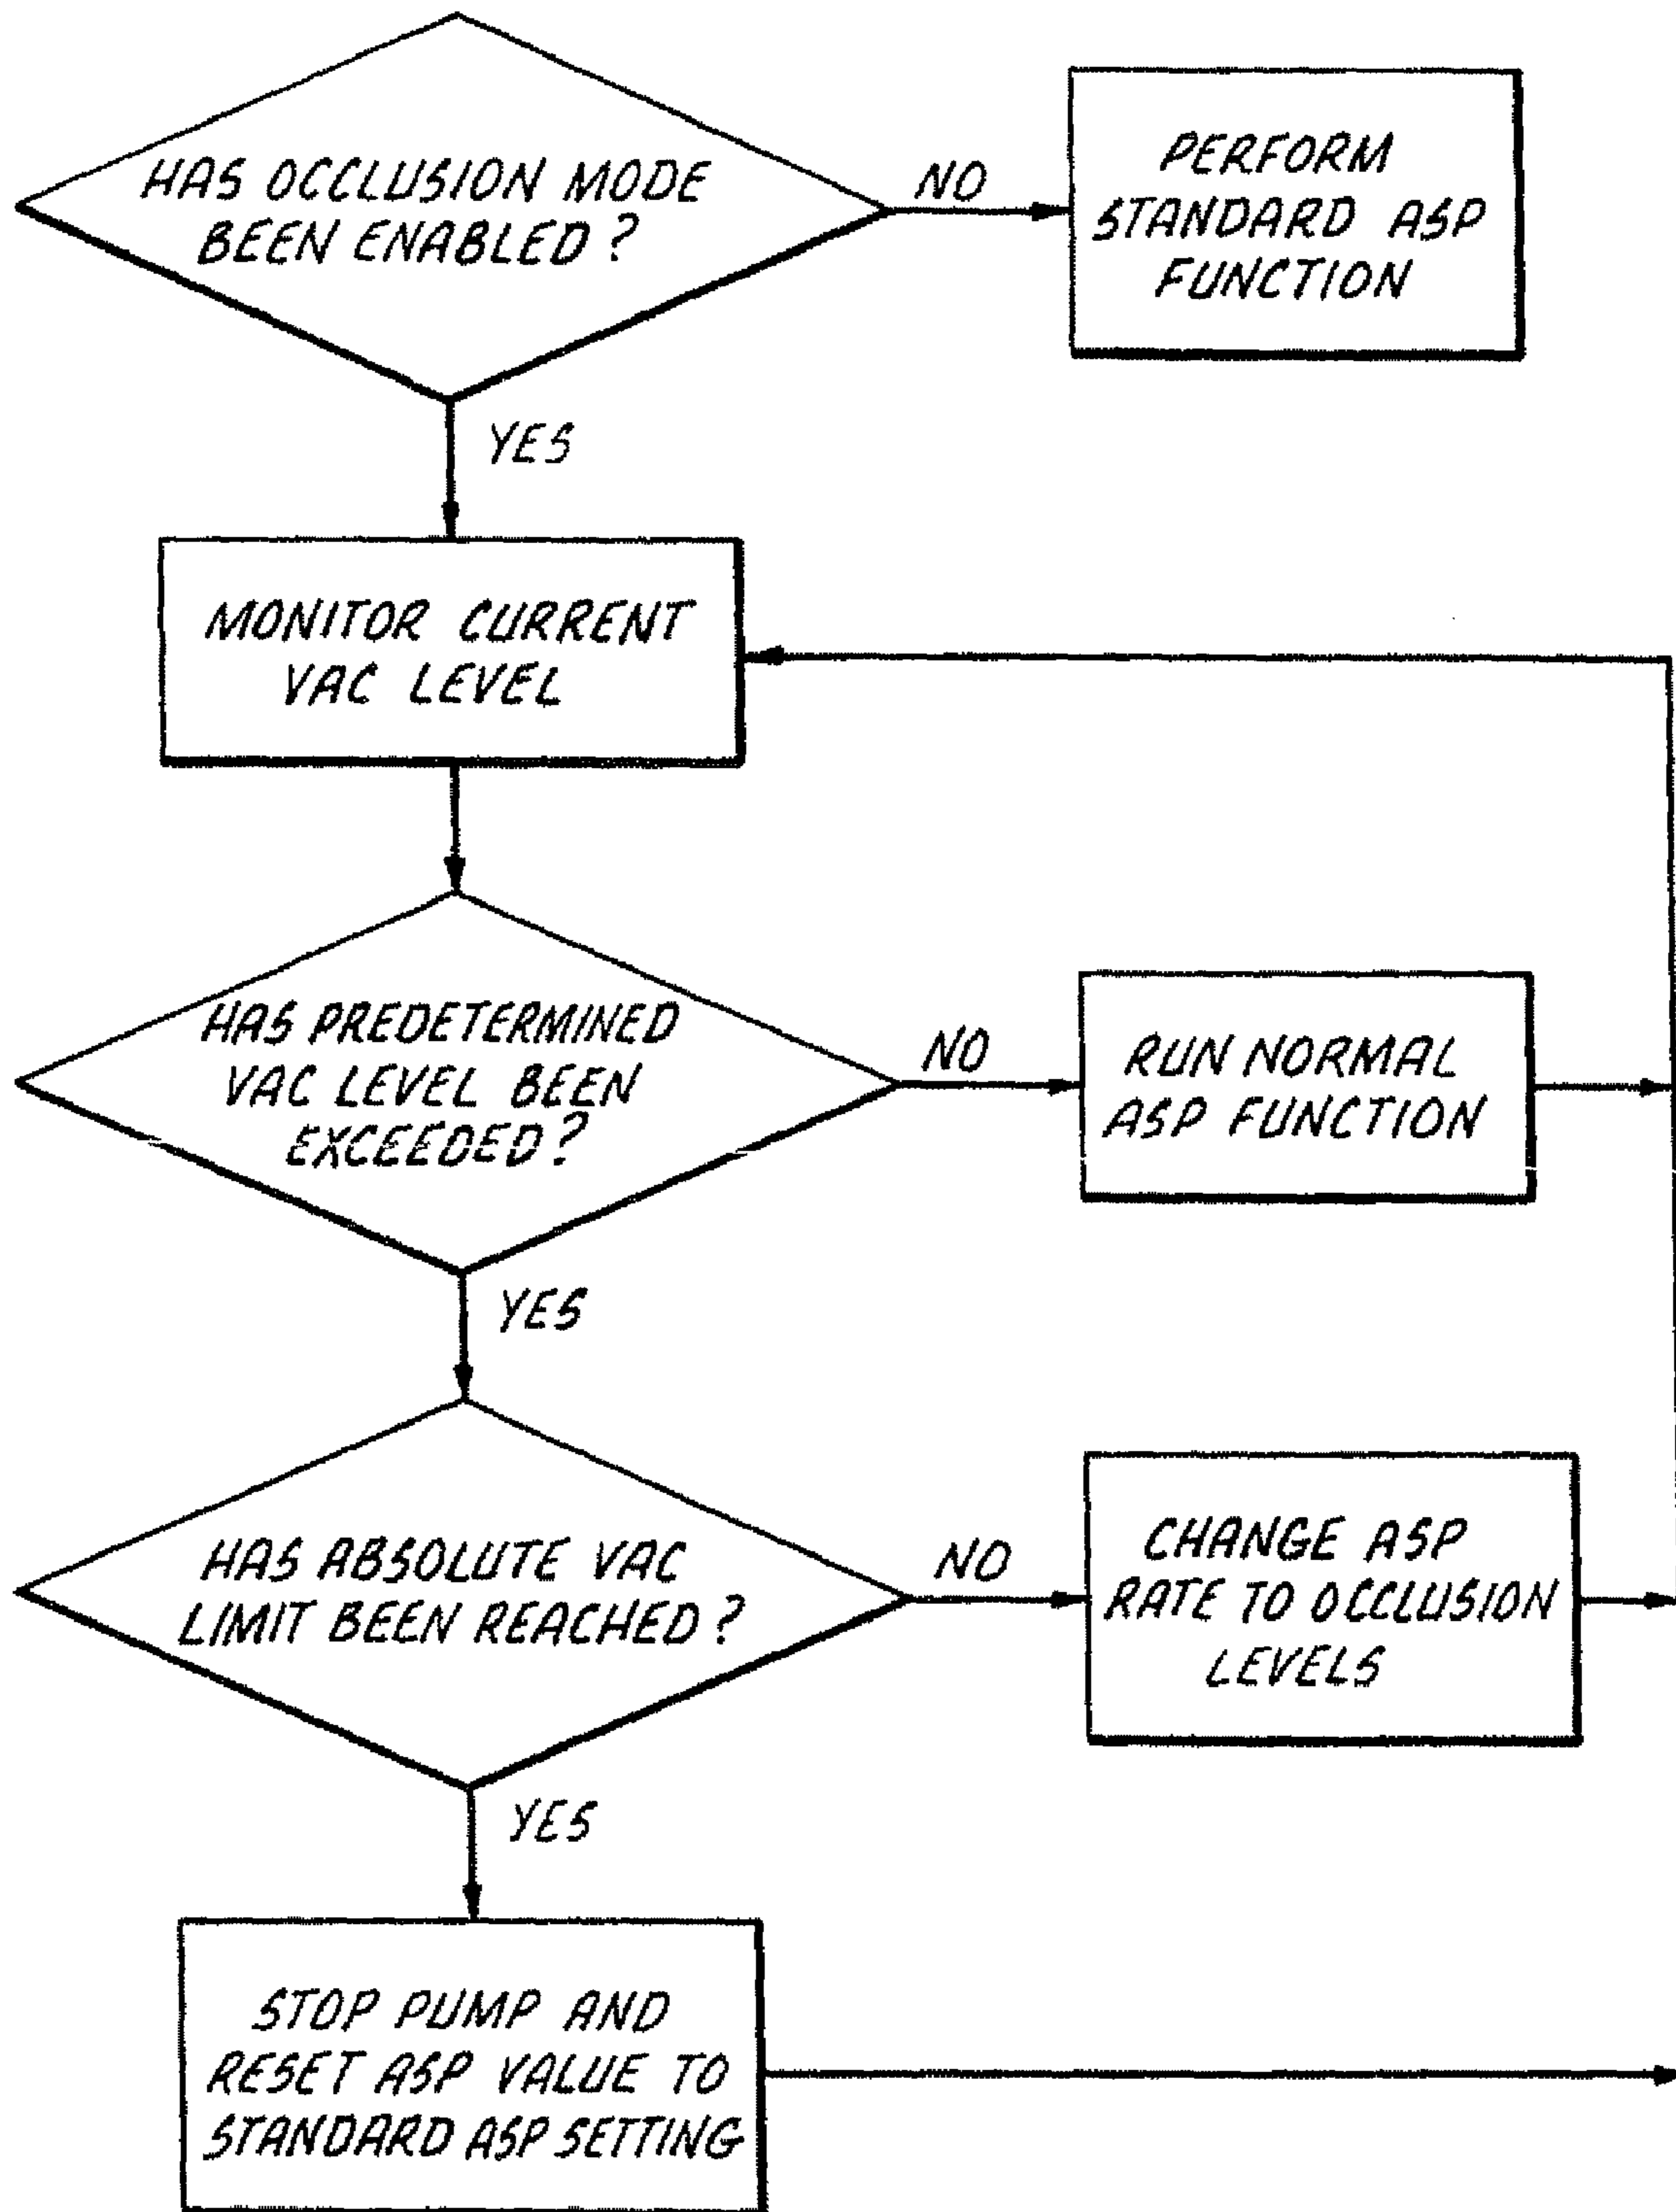 HAS OCCLUSION MODE
BEEN ENABLED?
NO
PERFORM
STANDARD ASP
FUNCTION
YES
MONITOR CURRENT
VAC LEVEL
HAS PREDETERMINED
VAC LEVEL BEEN
EXCEEDED?
NO
RUN NORMAL
ASP FUNCTION
YES
HAS ABSOLUTE VAC
LIMIT BEEN REACHED?
NO
CHANGE ASP
RATE TO OCCLUSION
LEVELS
YES
STOP PUMP AND
RESET ASP VALUE TO
STANDARD ASP SETTING